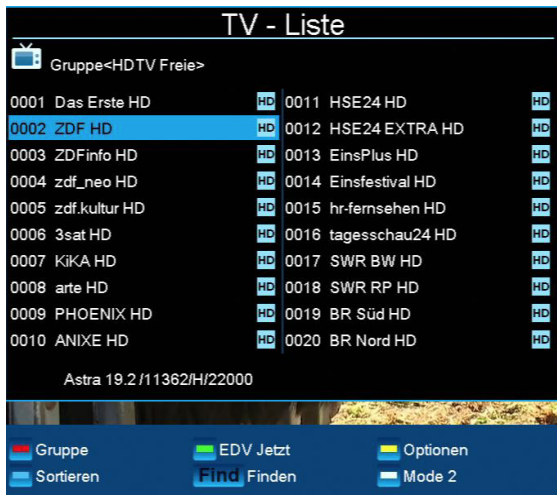 TV - Liste
Gruppe<HDTV Freie>
0001 Das Erste HD HD
0002 ZDF HD HD
0003 ZDFinfo HD HD
0004 zdf_neo HD HD
0005 zdf.kultur HD HD
0006 3sat HD HD
0007 KiKA HD HD
0008 arte HD HD
0009 PHOENIX HD HD
0010 ANIXE HD HD
0011 HSE24 HD HD
0012 HSE24 EXTRA HD HD
0013 EinsPlus HD HD
0014 Einsfestival HD HD
0015 hr-fernsehen HD HD
0016 tagesschau24 HD HD
0017 SWR BW HD HD
0018 SWR RP HD HD
0019 BR Süd HD HD
0020 BR Nord HD HD
Astra 19.2 /11362/H/22000
Gruppe
EDV Jetzt
Optionen
Sortieren
Find Finden
Mode 2